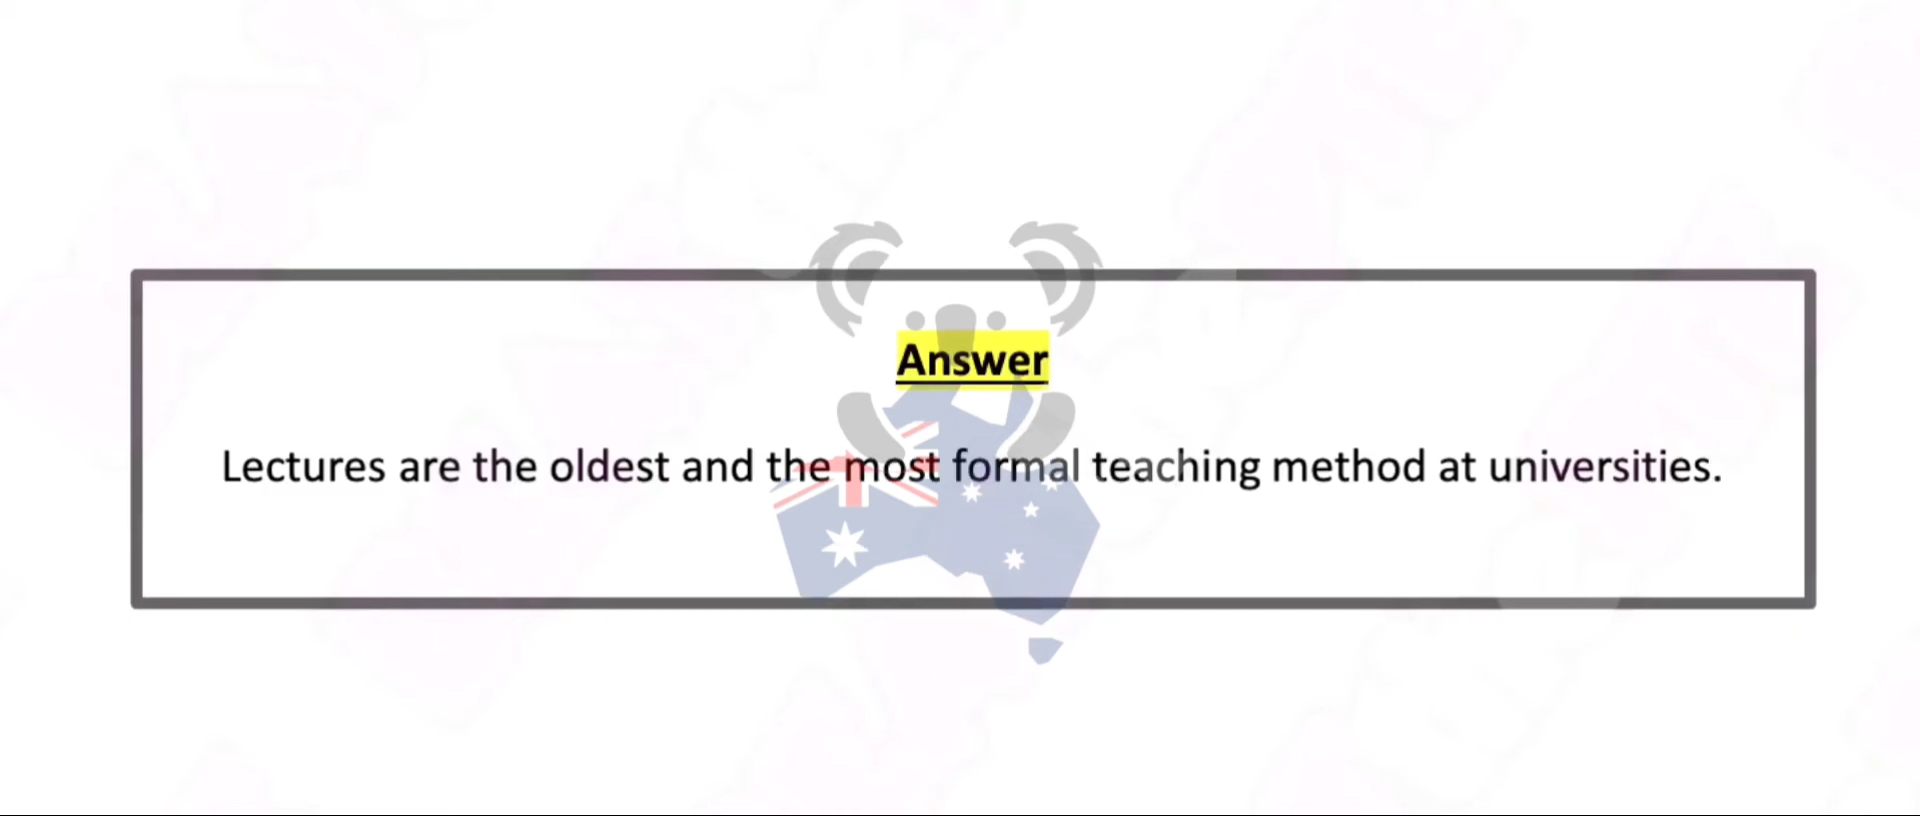 Answer
Lectures are the oldest and the most formal teaching method at universities.